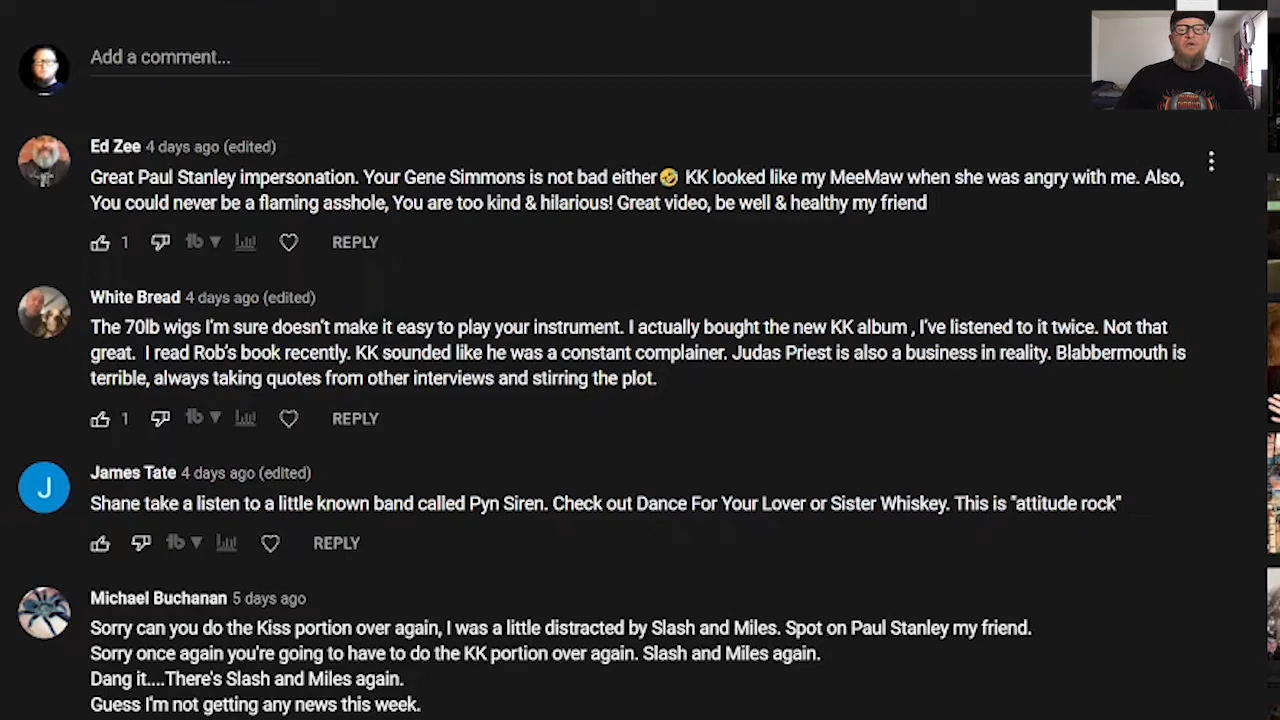 Add a comment...
Ed Zee 4 days ago (edited)
Great Paul Stanley impersonation. Your Gene Simmons is not bad either🤣 KK looked like my MeeMaw when she was angry with me. Also,
You could never be a flaming asshole, You are too kind & hilarious! Great video, be well & healthy my friend
1 tb REPLY
White Bread 4 days ago (edited)
The 70lb wigs I'm sure doesn't make it easy to play your instrument. I actually bought the new KK album , I've listened to it twice. Not that
great.  I read Rob's book recently. KK sounded like he was a constant complainer. Judas Priest is also a business in reality. Blabbermouth is
terrible, always taking quotes from other interviews and stirring the plot.
1 tb REPLY
J
James Tate 4 days ago (edited)
Shane take a listen to a little known band called Pyn Siren. Check out Dance For Your Lover or Sister Whiskey. This is "attitude rock"
tb REPLY
Michael Buchanan 5 days ago
Sorry can you do the Kiss portion over again, I was a little distracted by Slash and Miles. Spot on Paul Stanley my friend.
Sorry once again you're going to have to do the KK portion over again. Slash and Miles again.
Dang it....There's Slash and Miles again.
Guess I'm not getting any news this week.